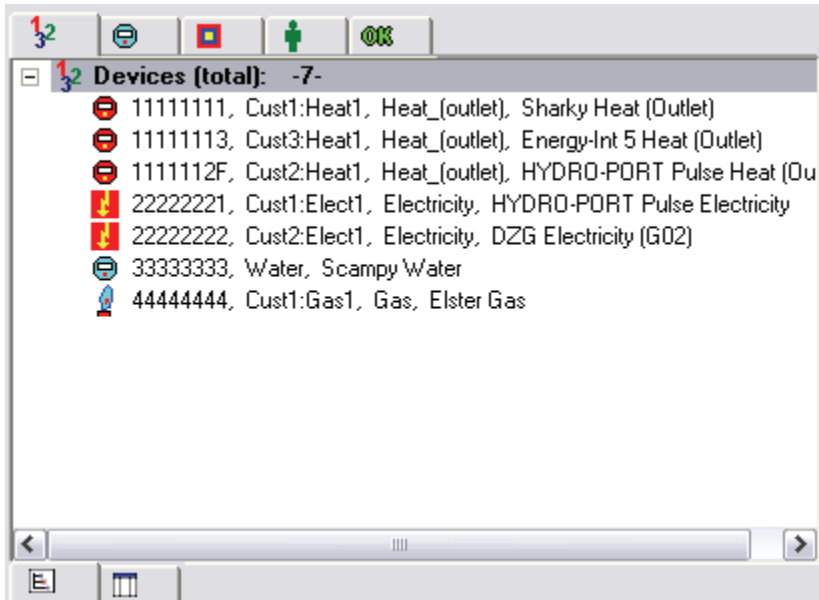 132 OK
132 Devices (total): -7-
11111111, Cust1:Heat1, Heat_(outlet), Sharky Heat (Outlet)
11111113, Cust3:Heat1, Heat_(outlet), Energy-Int 5 Heat (Outlet)
1111112F, Cust2:Heat1, Heat_(outlet), HYDRO-PORT Pulse Heat (Ou
22222221, Cust1:Elect1, Electricity, HYDRO-PORT Pulse Electricity
22222222, Cust2:Elect1, Electricity, DZG Electricity (G02)
33333333, Water, Scampy Water
44444444, Cust1:Gas1, Gas, Elster Gas